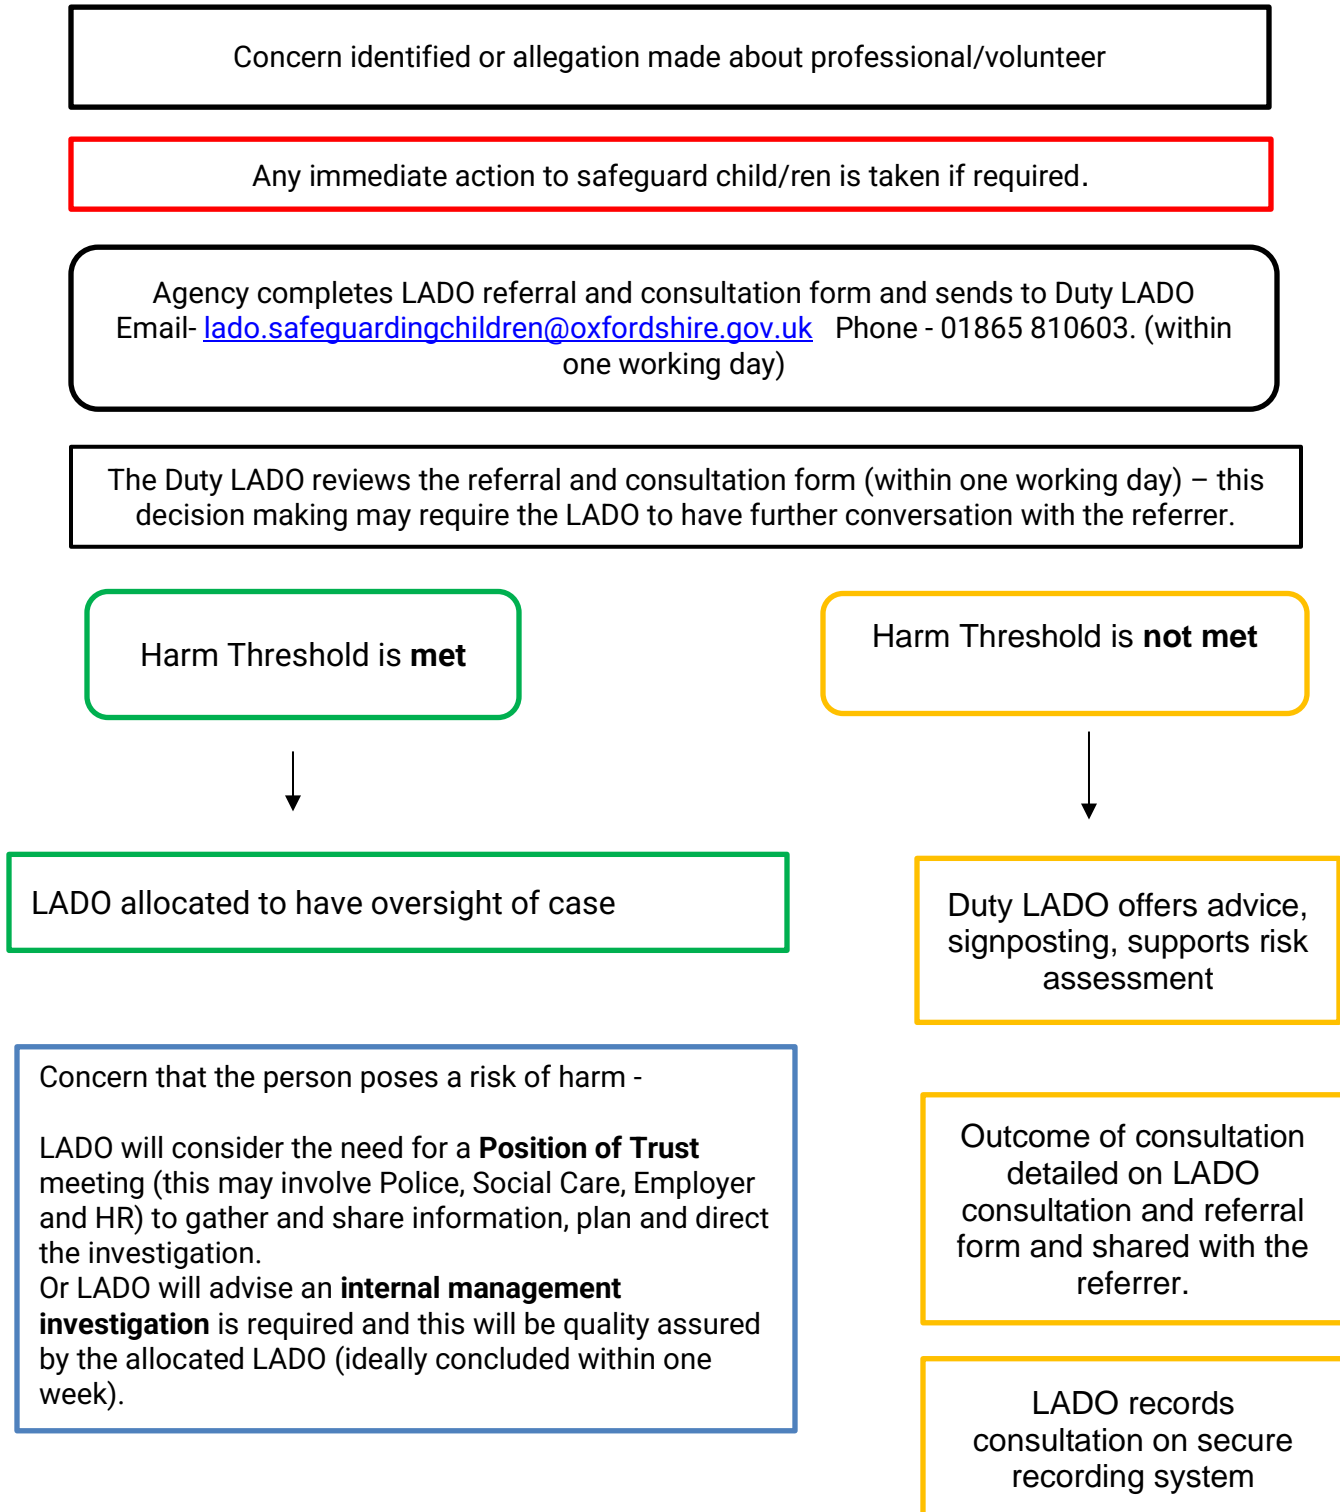 Concern identified or allegation made about professional/volunteer
Any immediate action to safeguard child/ren is taken if required.
Agency completes LADO referral and consultation form and sends to Duty LADO
Email- lado.safeguardingchildren@oxfordshire.gov.uk Phone - 01865 810603. (within
one working day)
The Duty LADO reviews the referral and consultation form (within one working day) – this
decision making may require the LADO to have further conversation with the referrer.
Harm Threshold is met
Harm Threshold is not met
LADO allocated to have oversight of case
Duty LADO offers advice,
signposting, supports risk
assessment
Concern that the person poses a risk of harm -
LADO will consider the need for a Position of Trust
meeting (this may involve Police, Social Care, Employer
and HR) to gather and share information, plan and direct
the investigation.
Or LADO will advise an internal management
investigation is required and this will be quality assured
by the allocated LADO (ideally concluded within one
week).
Outcome of consultation
detailed on LADO
consultation and referral
form and shared with the
referrer.
LADO records
consultation on secure
recording system